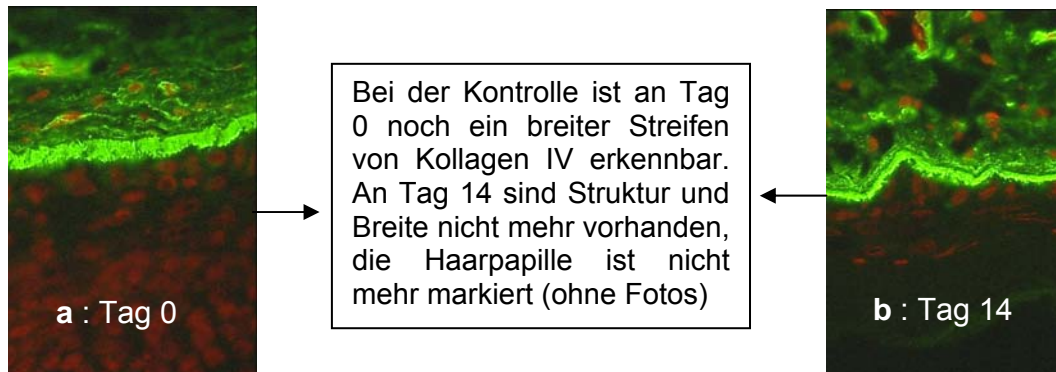 Bei der Kontrolle ist an Tag
0 noch ein breiter Streifen
von Kollagen IV erkennbar.
An Tag 14 sind Struktur und
Breite nicht mehr vorhanden,
die Haarpapille ist nicht
mehr markiert (ohne Fotos)
a : Tag 0
b : Tag 14